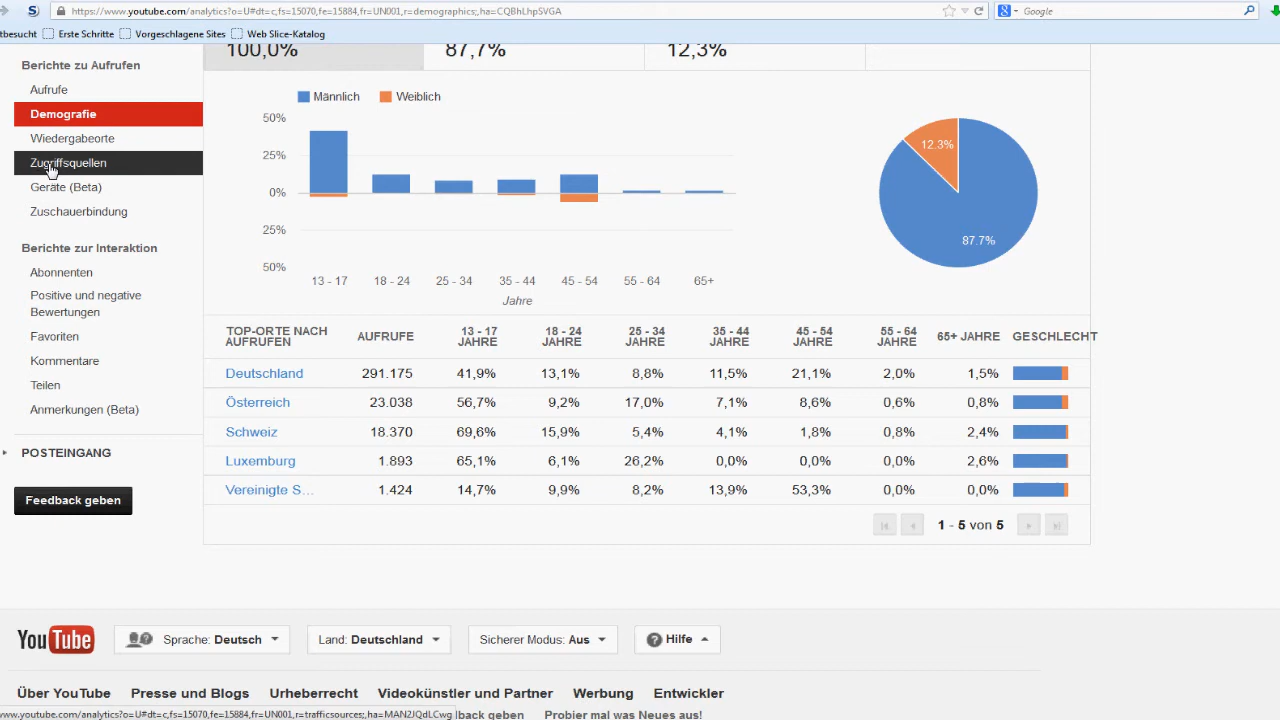 https://www.youtube.com/analytics?o=U#dt=c,fs=15070,fe=15884,fr=UN001,r=demographics;,ha=CQBhLhpSVGA
Google
tbesucht Erste Schritte Vorgeschlagene Sites Web Slice-Katalog
Berichte zu Aufrufen
Aufrufe
Demografie
Wiedergabeorte
Zugriffsquellen
Geräte (Beta)
Zuschauerbindung
Berichte zur Interaktion
Abonnenten
Positive und negative
Bewertungen
Favoriten
Kommentare
Teilen
Anmerkungen (Beta)
POSTEINGANG
Feedback geben
100,0% 87,7% 12,3%
Männlich Weiblich
50%
25%
0%
25%
50%
13 - 17 18 - 24 25 - 34 35 - 44 45 - 54 55 - 64 65+
Jahre
12.3%
87.7%
TOP-ORTE NACH AUFRUFEN AUFRUFE 13 - 17 JAHRE 18 - 24 JAHRE 25 - 34 JAHRE 35 - 44 JAHRE 45 - 54 JAHRE 55 - 64 JAHRE 65+ JAHRE GESCHLECHT
Deutschland 291.175 41,9% 13,1% 8,8% 11,5% 21,1% 2,0% 1,5%
Österreich 23.038 56,7% 9,2% 17,0% 7,1% 8,6% 0,6% 0,8%
Schweiz 18.370 69,6% 15,9% 5,4% 4,1% 1,8% 0,8% 2,4%
Luxemburg 1.893 65,1% 6,1% 26,2% 0,0% 0,0% 0,0% 2,6%
Vereinigte S... 1.424 14,7% 9,9% 8,2% 13,9% 53,3% 0,0% 0,0%
1 - 5 von 5
YouTube Sprache: Deutsch Land: Deutschland Sicherer Modus: Aus Hilfe
Über YouTube Presse und Blogs Urheberrecht Videokünstler und Partner Werbung Entwickler
www.youtube.com/analytics?o=U#dt=c,fs=15070,fe=15884,fr=UN001,r=trafficsources;,ha=MAN2JQdLCwg back geben Probier mal was Neues aus!